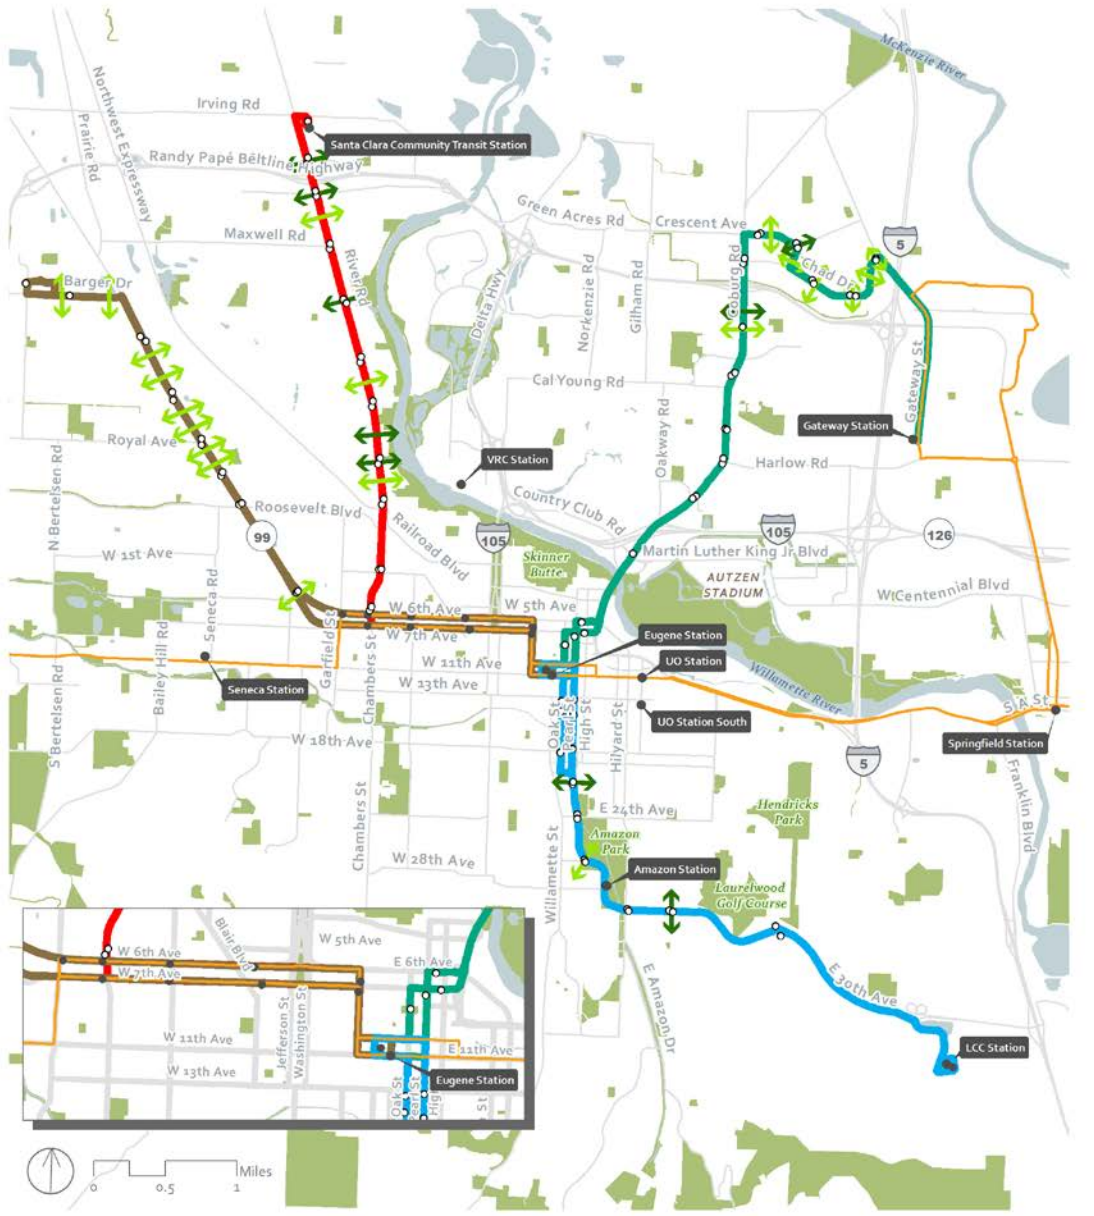 McKenzie River
Northwest Expressway
Prairie Rd
Irving Rd
Santa Clara Community Transit Station
Randy Papé Beltline Highway
Green Acres Rd
Crescent Ave
Maxwell Rd
River Rd
5
Barger Dr
Delta Hwy
Norkenzie Rd
Gilham Rd
Coburg Rd
Chad Dr
Cal Young Rd
Gateway St
Oakway Rd
Gateway Station
Royal Ave
VRC Station
Harlow Rd
N Bertelsen Rd
Roosevelt Blvd
Country Club Rd
99
Railroad Blvd
105
105
126
W 1st Ave
Skinner
Butte
Martin Luther King Jr Blvd
AUTZEN
STADIUM
W Centennial Blvd
Seneca Rd
W 6th Ave
W 5th Ave
Garfield St
W 7th Ave
Eugene Station
Bailey Hill Rd
Chambers St
W 11th Ave
UO Station
Seneca Station
W 13th Ave
Willamette River
S Bertelsen Rd
Oak St
Pearl St
High St
Hilyard St
UO Station South
S A St
W 18th Ave
Springfield Station
5
Franklin Blvd
Chambers St
E 24th Ave
Hendricks
Park
Willamette St
Amazon
Park
W 28th Ave
Amazon Station
Laurelwood
Golf Course
E 30th Ave
E Amazon Dr
LCC Station
Blair Blvd
W 5th Ave
W 6th Ave
E 6th Ave
W 7th Ave
Jefferson St
Washington St
W 11th Ave
E 11th Ave
W 13th Ave
Eugene Station
Oak St
Pearl St
High
St
Miles
0 0.5 1